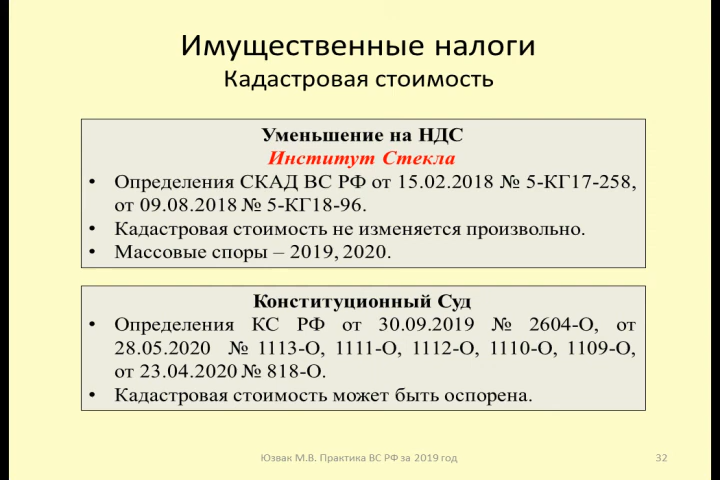 Имущественные налоги
Кадастровая стоимость
Уменьшение на НДС
Институт Стекла
• Определения СКАД ВС РФ от 15.02.2018 № 5-КГ17-258,
от 09.08.2018 № 5-КГ18-96.
• Кадастровая стоимость не изменяется произвольно.
• Массовые споры – 2019, 2020.
Конституционный Суд
• Определения КС РФ от 30.09.2019 № 2604-О, от
28.05.2020 № 1113-О, 1111-О, 1112-О, 1110-О, 1109-О,
от 23.04.2020 № 818-О.
• Кадастровая стоимость может быть оспорена.
Юзвак М.В. Практика ВС РФ за 2019 год
32